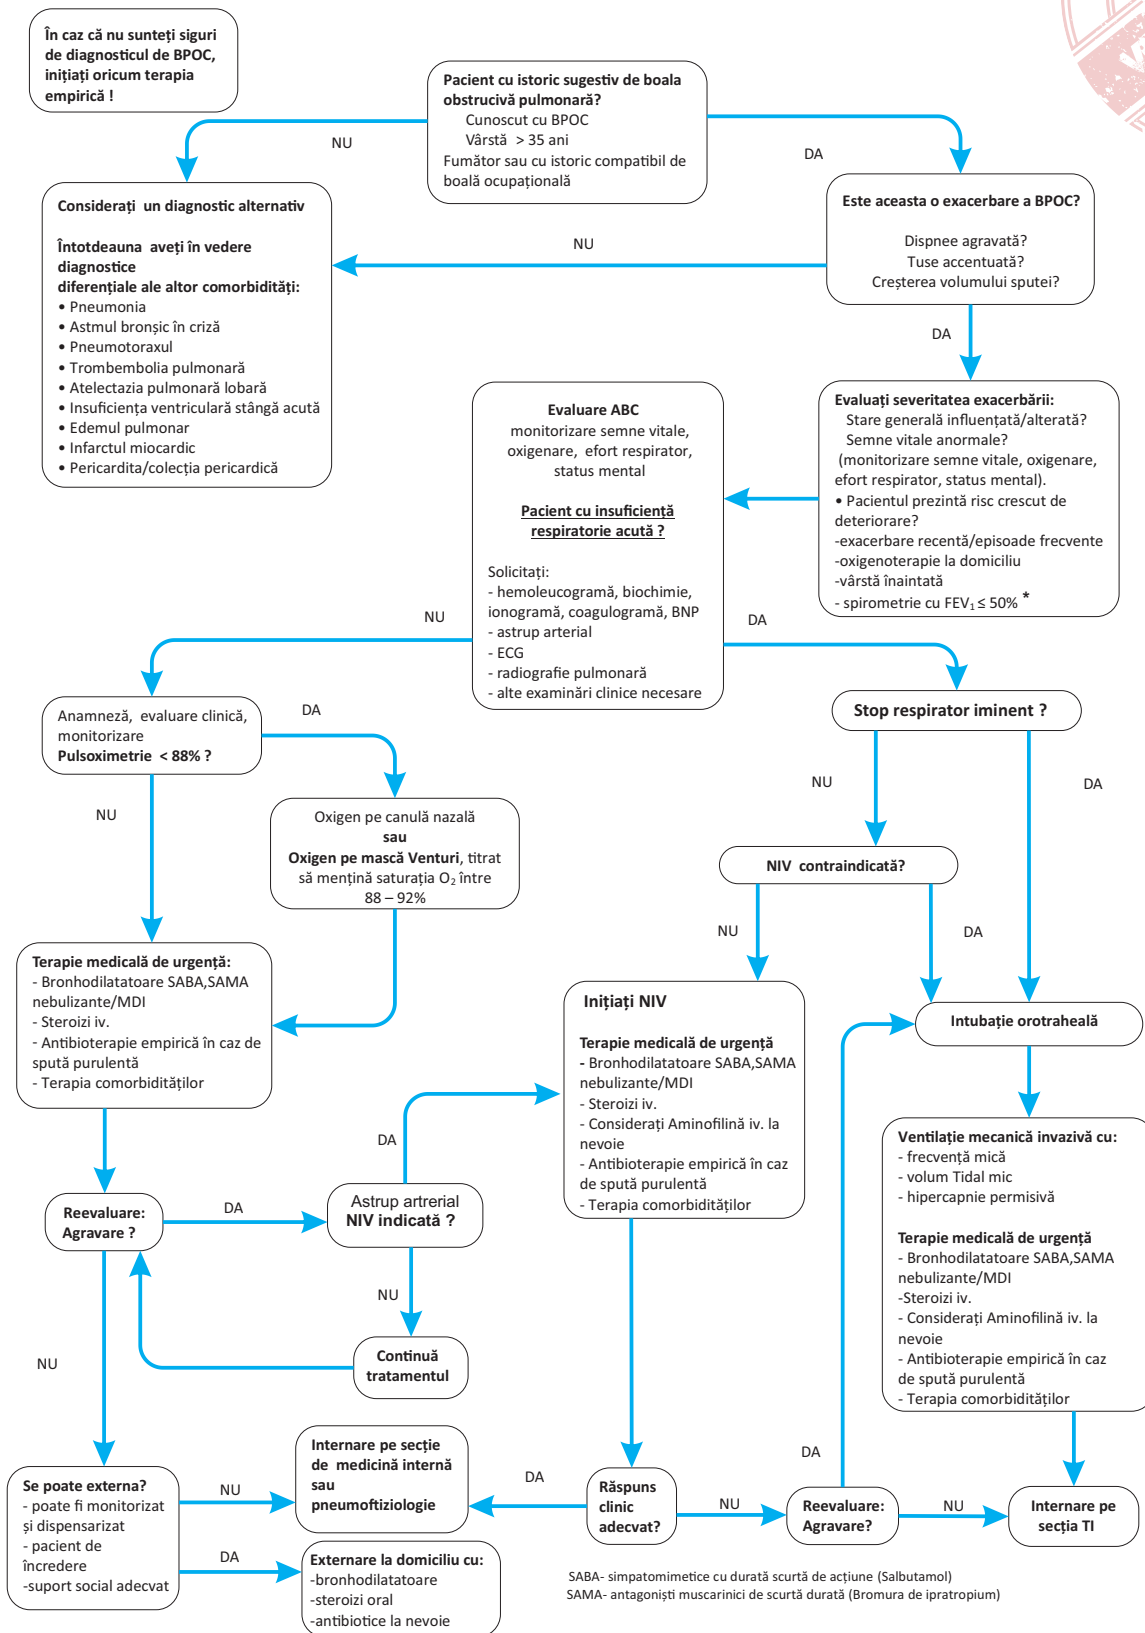 În caz că nu sunteți siguri
de diagnosticul de BPOC,
inițiați oricum terapia
empirică !
Pacient cu istoric sugestiv de boala
obstrucivă pulmonară?
Cunoscut cu BPOC
Vârstă > 35 ani
Fumător sau cu istoric compatibil de
boală ocupațională
NU
DA
Considerați un diagnostic alternativ
Întotdeauna aveți în vedere
diagnostice
diferențiale ale altor comorbidități:
• Pneumonia
• Astmul bronșic în criză
• Pneumotoraxul
• Trombembolia pulmonară
• Atelectazia pulmonară lobară
• Insuficiența ventriculară stângă acută
• Edemul pulmonar
• Infarctul miocardic
• Pericardita/colecția pericardică
Este aceasta o exacerbare a BPOC?
Dispnee agravată?
Tuse accentuată?
Creșterea volumului sputei?
NU
DA
Evaluați severitatea exacerbării:
Stare generală influențată/alterată?
Semne vitale anormale?
(monitorizare semne vitale, oxigenare,
efort respirator, status mental).
• Pacientul prezintă risc crescut de
deteriorare?
-exacerbare recentă/episoade frecvente
-oxigenoterapie la domiciliu
-vârstă înaintată
- spirometrie cu FEV₁ ≤ 50% *
Evaluare ABC
monitorizare semne vitale,
oxigenare, efort respirator,
status mental
Pacient cu insuficiență
respiratorie acută ?
Solicitați:
- hemoleucogramă, biochimie,
ionogramă, coagulogramă, BNP
- astrup arterial
- ECG
- radiografie pulmonară
- alte examinări clinice necesare
NU
DA
Anamneză, evaluare clinică,
monitorizare
Pulsoximetrie < 88% ?
DA
NU
Oxigen pe canulă nazală
sau
Oxigen pe mască Venturi, titrat
să mențină saturația O₂ între
88 – 92%
Stop respirator iminent ?
NU
DA
NIV contraindicată?
NU
DA
Terapie medicală de urgență:
- Bronhodilatatoare SABA,SAMA
nebulizante/MDI
- Steroizi iv.
- Antibioterapie empirică în caz de
spută purulentă
- Terapia comorbidităților
Inițiați NIV
Terapie medicală de urgență
- Bronhodilatatoare SABA,SAMA
nebulizante/MDI
- Steroizi iv.
- Considerați Aminofilină iv. la
nevoie
- Antibioterapie empirică în caz
de spută purulentă
- Terapia comorbidităților
Intubație orotraheală
Ventilație mecanică invazivă cu:
- frecvență mică
- volum Tidal mic
- hipercapnie permisivă
Terapie medicală de urgență
- Bronhodilatatoare SABA,SAMA
nebulizante/MDI
-Steroizi iv.
- Considerați Aminofilină iv. la
nevoie
- Antibioterapie empirică în caz
de spută purulentă
- Terapia comorbidităților
Reevaluare:
Agravare ?
DA
Astrup artrerial
NIV indicată ?
DA
NU
Continuă
tratamentul
NU
Se poate externa?
- poate fi monitorizat
și dispensarizat
- pacient de
încredere
-suport social adecvat
NU
DA
Internare pe secție
de medicină internă
sau
pneumoftiziologie
Externare la domiciliu cu:
-bronhodilatatoare
-steroizi oral
-antibiotice la nevoie
DA
Răspuns
clinic
adecvat?
NU
DA
Reevaluare:
Agravare?
NU
Internare pe
secția TI
SABA- simpatomimetice cu durată scurtă de acțiune (Salbutamol)
SAMA- antagoniști muscarinici de scurtă durată (Bromura de ipratropium)